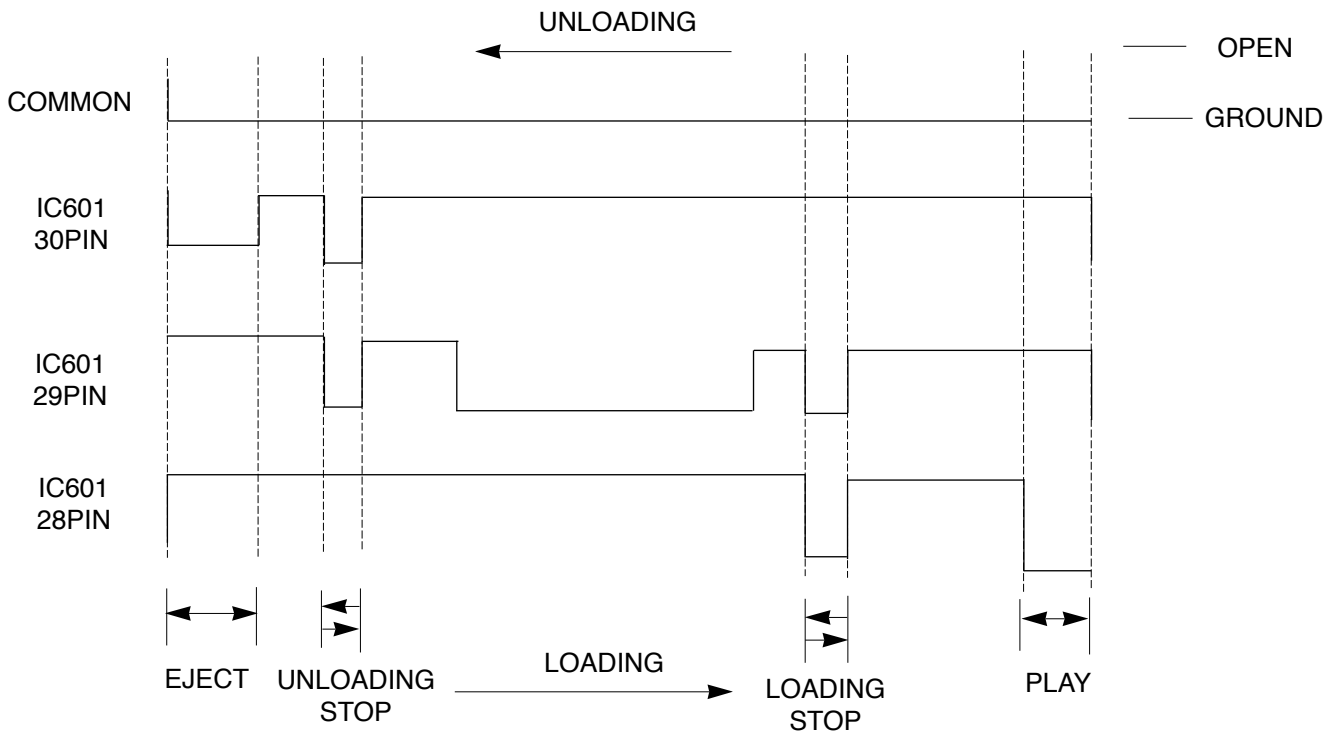 UNLOADING
OPEN
COMMON
GROUND
IC601
30PIN
IC601
29PIN
IC601
28PIN
EJECT
UNLOADING
STOP
LOADING
LOADING
STOP
PLAY